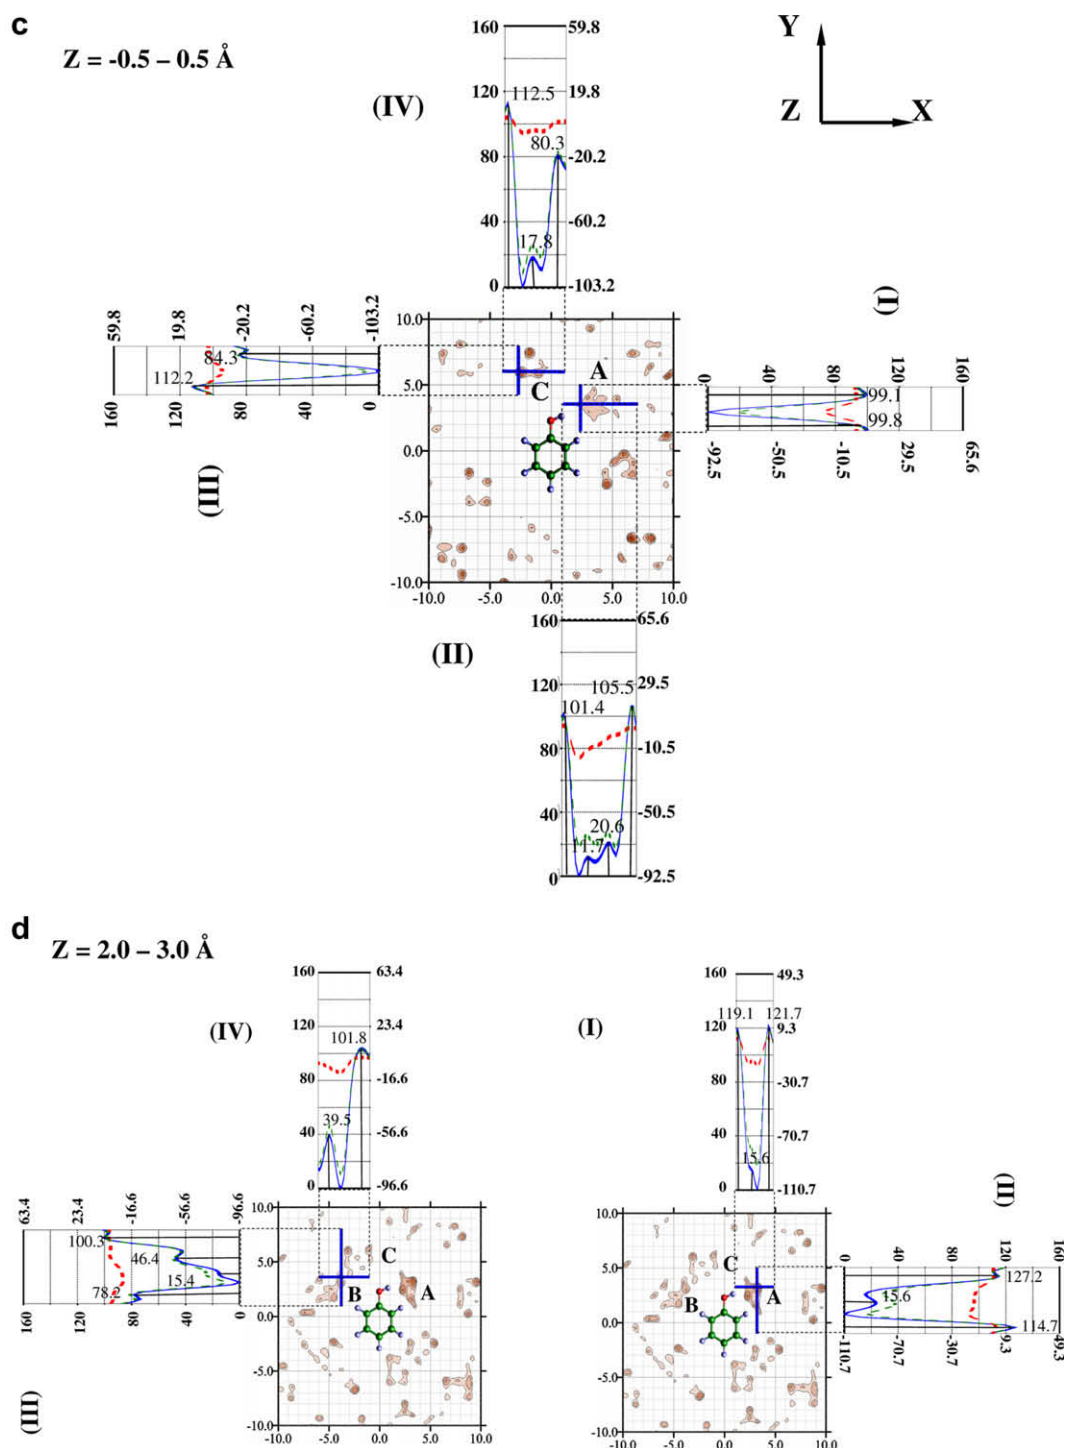 c
Z = -0.5 – 0.5 Å
(IV)
160 59.8
120 19.8
80 -20.2
40 -60.2
0 -103.2
112.5
80.3
17.8
Y
Z X
(III)
59.8 19.8 -20.2 -60.2 -103.2
84.3
112.2
160 120 80 40 0
10.0
5.0
0.0
-5.0
-10.0
-10.0 -5.0 0.0 5.0 10.0
A
C
(I)
0 40 80 120 160
99.1
99.8
-92.5 -50.5 -10.5 29.5 65.6
(II)
160 65.6
120 29.5
80 -10.5
40 -50.5
0 -92.5
105.5
101.4
20.6
11.7
d
Z = 2.0 – 3.0 Å
(IV)
160 63.4
120 23.4
80 -16.6
40 -56.6
0 -96.6
101.8
39.5
(I)
160 49.3
120 9.3
80 -30.7
40 -70.7
0 -110.7
119.1 121.7
15.6
63.4 23.4 -16.6 -56.6 -96.6
100.3
46.4
15.4
78.2
160 120 80 40 0
(III)
10.0
5.0
0.0
-5.0
-10.0
-10.0 -5.0 0.0 5.0 10.0
C
B A
10.0
5.0
0.0
-5.0
-10.0
-10.0 -5.0 0.0 5.0 10.0
C
B A
(II)
0 40 80 120 160
127.2
15.6
114.7
-110.7 -70.7 -30.7 9.3 49.3